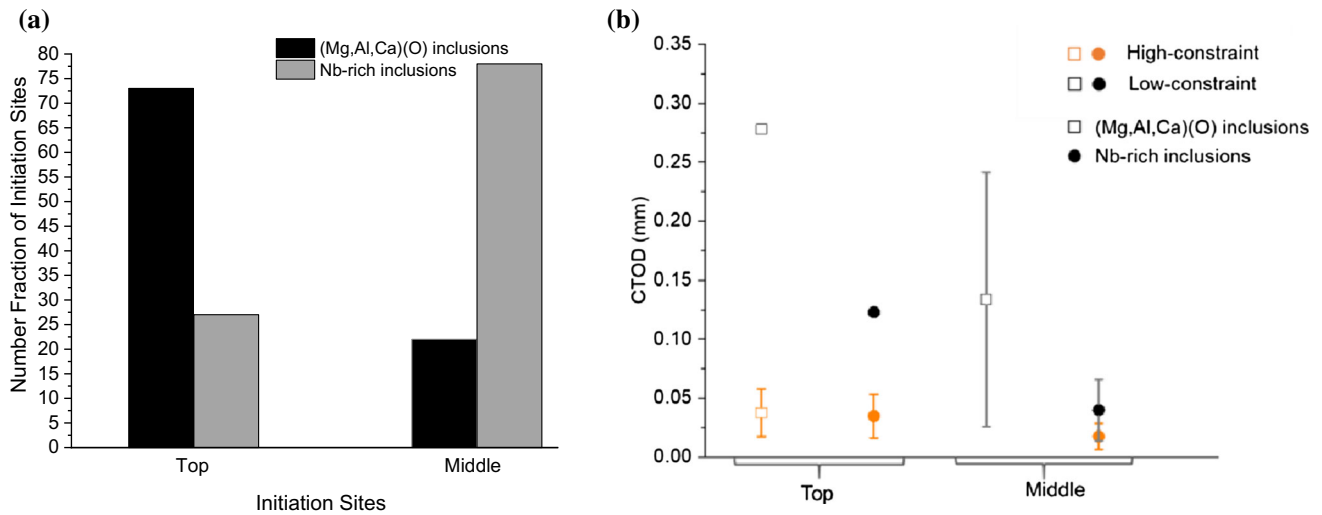 (a)
(Mg,Al,Ca)(O) inclusions
Nb-rich inclusions
80
75
70
65
60
55
50
45
40
35
30
25
20
15
10
5
0
Number Fraction of Initiation Sites
Top
Middle
Initiation Sites
(b)
0.35
0.30
0.25
0.20
0.15
0.10
0.05
0.00
CTOD (mm)
High-constraint
Low-constraint
(Mg,Al,Ca)(O) inclusions
Nb-rich inclusions
Top
Middle